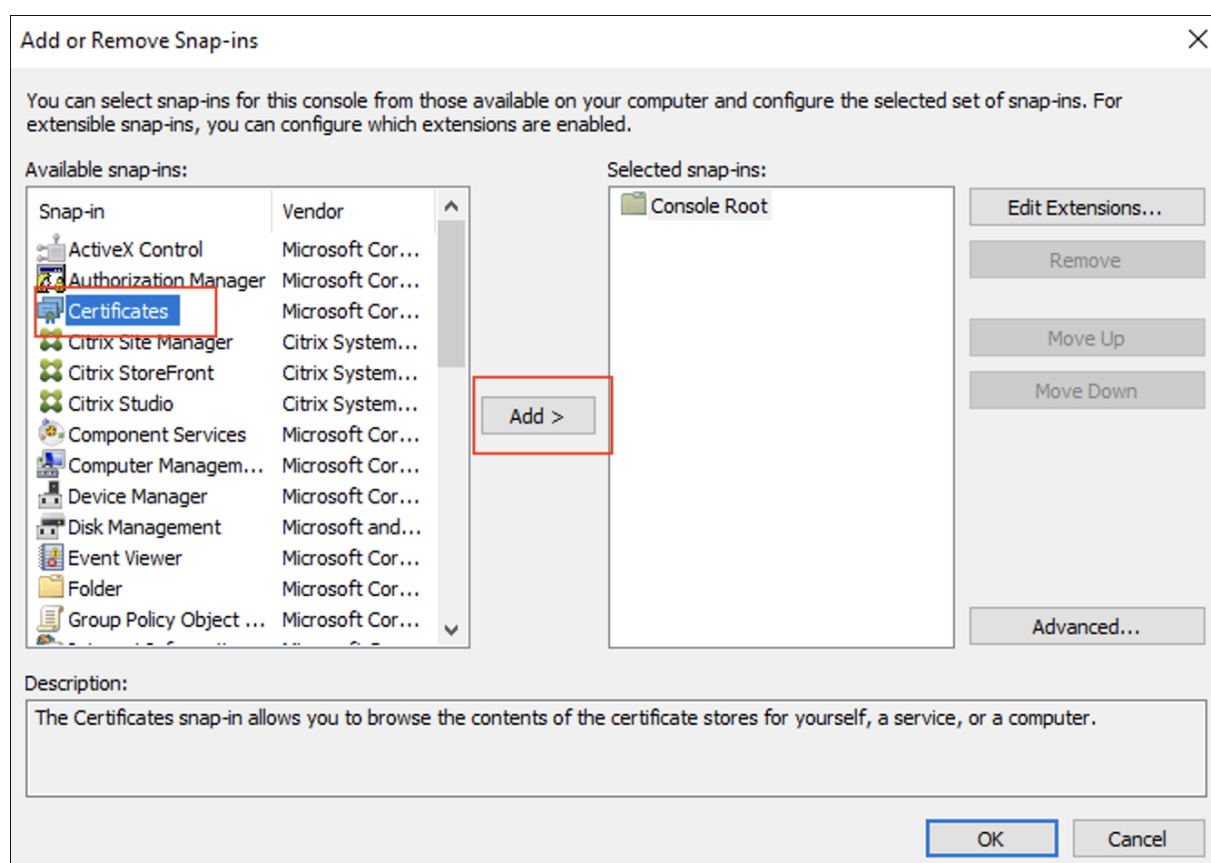 Add or Remove Snap-ins
You can select snap-ins for this console from those available on your computer and configure the selected set of snap-ins. For
extensible snap-ins, you can configure which extensions are enabled.
Available snap-ins:
Snap-in Vendor
ActiveX Control Microsoft Cor...
Authorization Manager Microsoft Cor...
Certificates Microsoft Cor...
Citrix Site Manager Citrix System...
Citrix StoreFront Citrix System...
Citrix Studio Citrix System...
Component Services Microsoft Cor...
Computer Managem... Microsoft Cor...
Device Manager Microsoft Cor...
Disk Management Microsoft and...
Event Viewer Microsoft Cor...
Folder Microsoft Cor...
Group Policy Object ... Microsoft Cor...
Add >
Selected snap-ins:
Console Root
Edit Extensions...
Remove
Move Up
Move Down
Advanced...
Description:
The Certificates snap-in allows you to browse the contents of the certificate stores for yourself, a service, or a computer.
OK Cancel